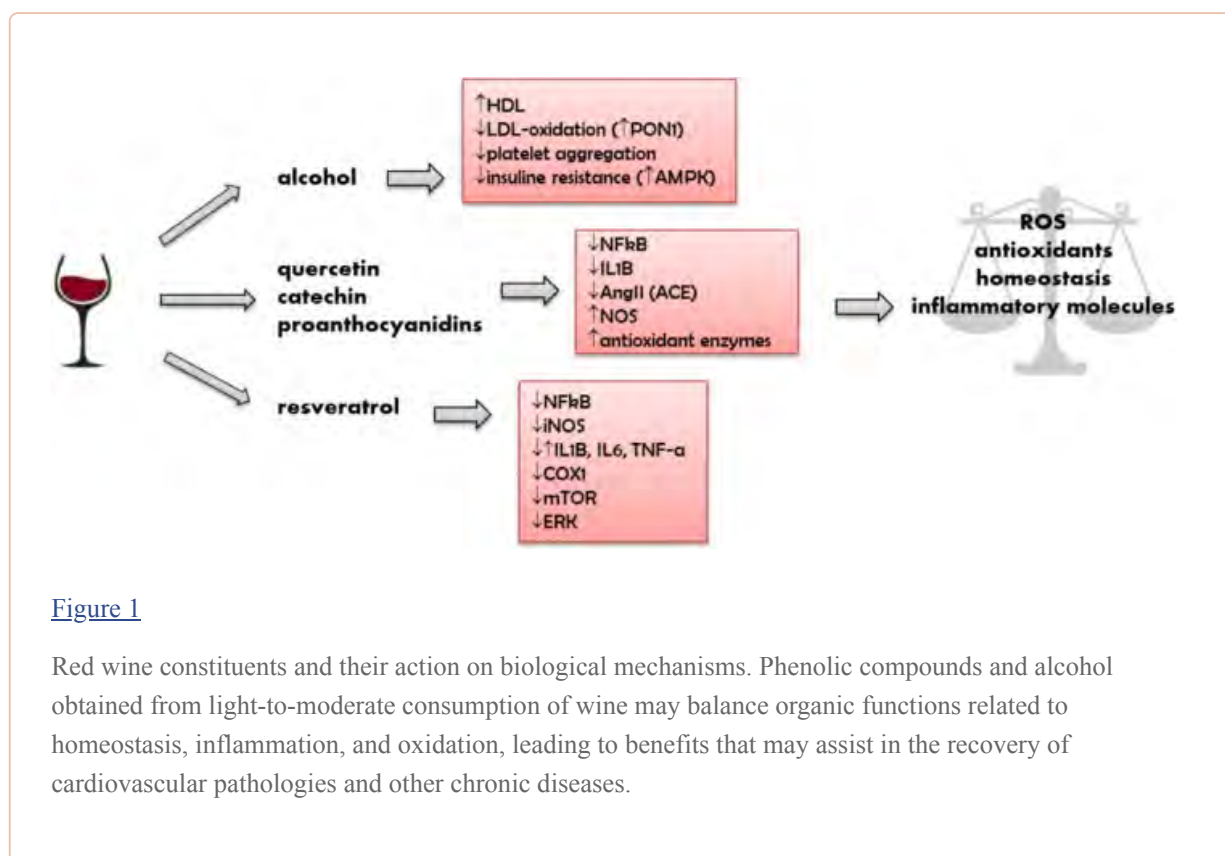 ↑HDL
↓LDL-oxidation (↑PON1)
↓platelet aggregation
↓insuline resistance (↑AMPK)
alcohol
quercetin
catechin
proanthocyanidins
↓NFkB
↓IL1B
↓AngII (ACE)
↑NOS
↑antioxidant enzymes
ROS
antioxidants
homeostasis
inflammatory molecules
resveratrol
↓NFkB
↓iNOS
↓↑IL1B, IL6, TNF-α
↓COX1
↓mTOR
↓ERK
Figure 1
Red wine constituents and their action on biological mechanisms. Phenolic compounds and alcohol
obtained from light-to-moderate consumption of wine may balance organic functions related to
homeostasis, inflammation, and oxidation, leading to benefits that may assist in the recovery of
cardiovascular pathologies and other chronic diseases.